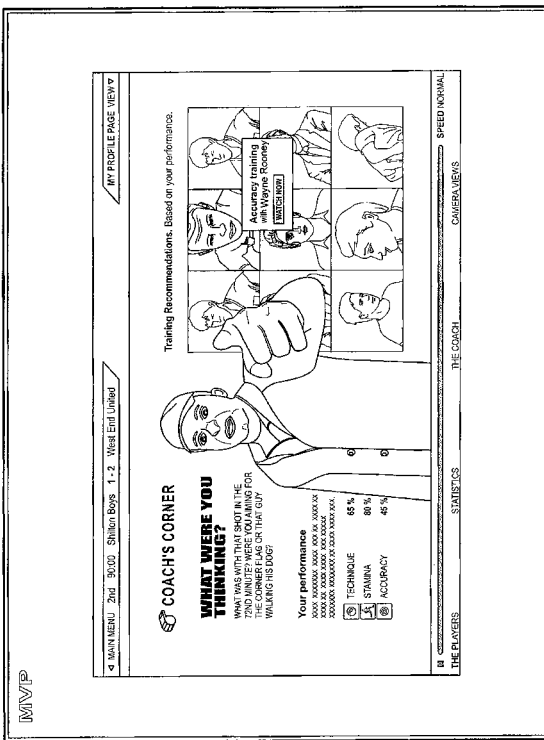 MVP
◁ MAIN MENU 2nd 90:00 Shilton Boys 1 - 2 West End United
MY PROFILE PAGE VIEW ▽
COACH'S CORNER
WHAT WERE YOU
THINKING?
WHAT WAS WITH THAT SHOT IN THE
72ND MINUTE? WERE YOU AIMING FOR
THE CORNER FLAG OR THAT GUY
WALKING HIS DOG?
Your performance
TECHNIQUE 65 %
STAMINA 80 %
ACCURACY 45 %
Training Recommendations. Based on your performance.
Accuracy training
with Wayne Rooney
WATCH NOW
SPEED NORMAL
THE PLAYERS STATISTICS THE COACH CAMERA VIEWS